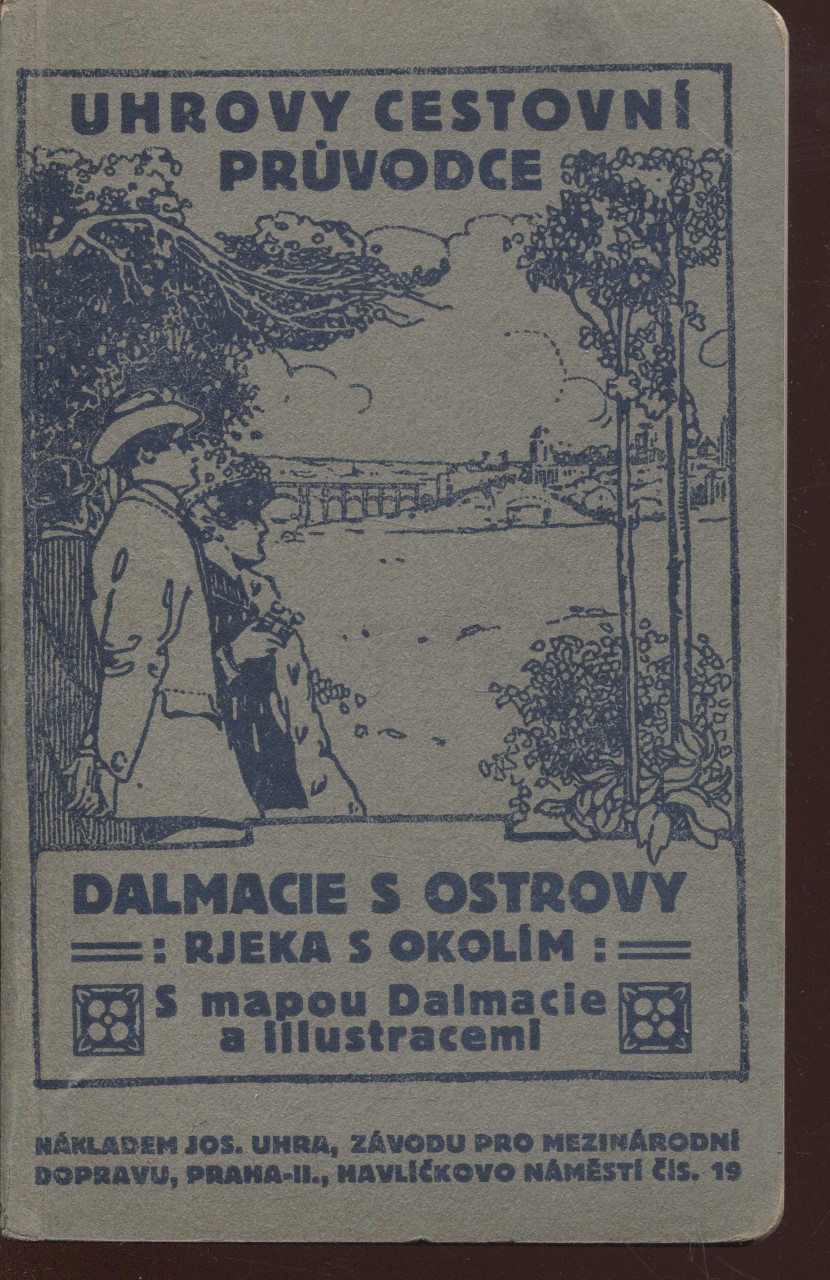 UHROVY CESTOVNÍ
PRŮVODCE
DALMACIE S OSTROVY
: RJEKA S OKOLÍM :
S mapou Dalmacie
a illustracemi
NÁKLADEM JOS. UHRA, ZÁVODU PRO MEZINÁRODNÍ
DOPRAVU, PRAHA-II., HAVLÍČKOVO NÁMĚSTÍ ČÍS. 19